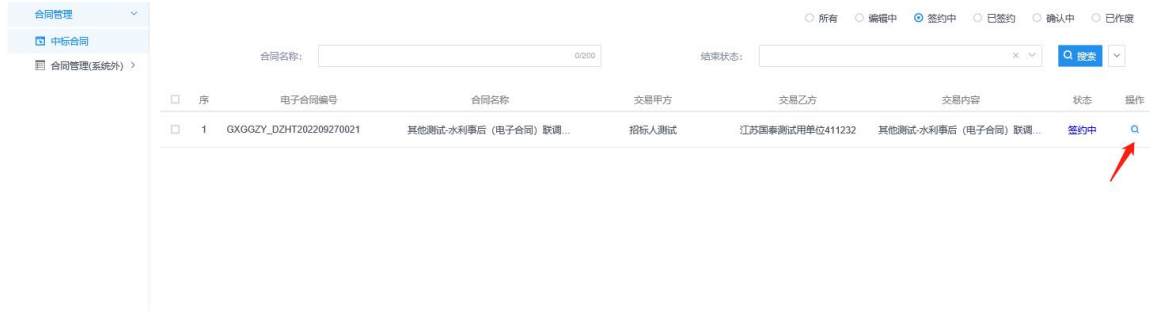 合同管理
所有 编辑中 签约中 已签约 确认中 已作废
中标合同
合同管理(系统外)
合同名称: 0/200 结束状态: 搜索
序 电子合同编号 合同名称 交易甲方 交易乙方 交易内容 状态 操作
1 GXGGZY_DZHT202209270021 其他测试-水利事后（电子合同）联调... 招标人测试 江苏国泰测试用单位411232 其他测试-水利事后（电子合同）联调... 签约中